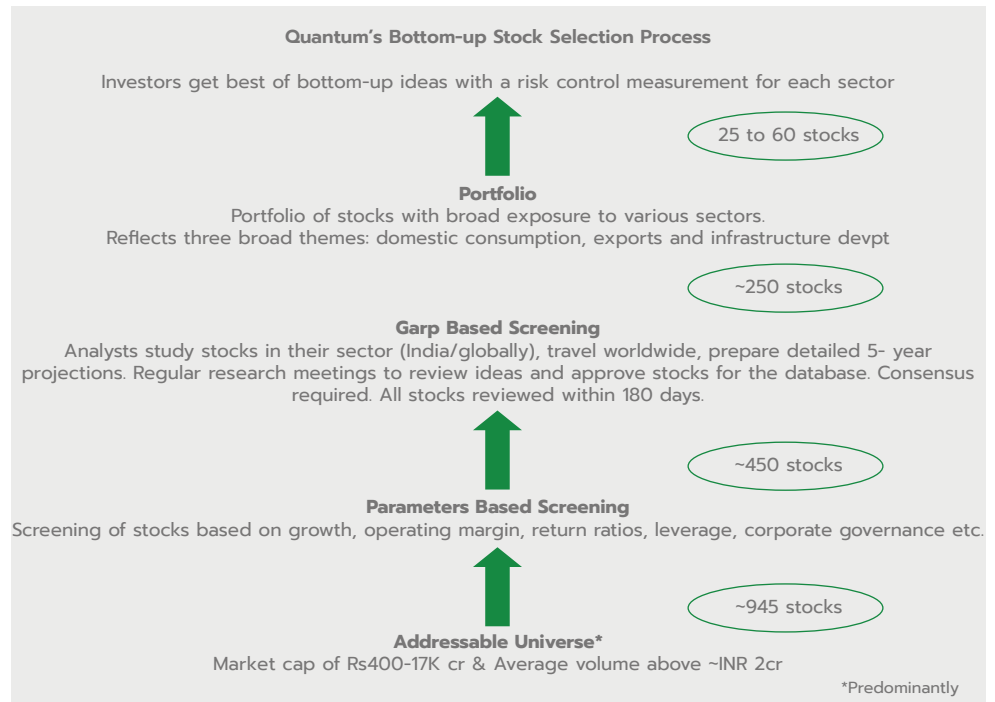 Quantum's Bottom-up Stock Selection Process
Investors get best of bottom-up ideas with a risk control measurement for each sector
25 to 60 stocks
Portfolio
Portfolio of stocks with broad exposure to various sectors.
Reflects three broad themes: domestic consumption, exports and infrastructure devpt
~250 stocks
Garp Based Screening
Analysts study stocks in their sector (India/globally), travel worldwide, prepare detailed 5- year
projections. Regular research meetings to review ideas and approve stocks for the database. Consensus
required. All stocks reviewed within 180 days.
~450 stocks
Parameters Based Screening
Screening of stocks based on growth, operating margin, return ratios, leverage, corporate governance etc.
~945 stocks
Addressable Universe*
Market cap of Rs400-17K cr & Average volume above ~INR 2cr
*Predominantly